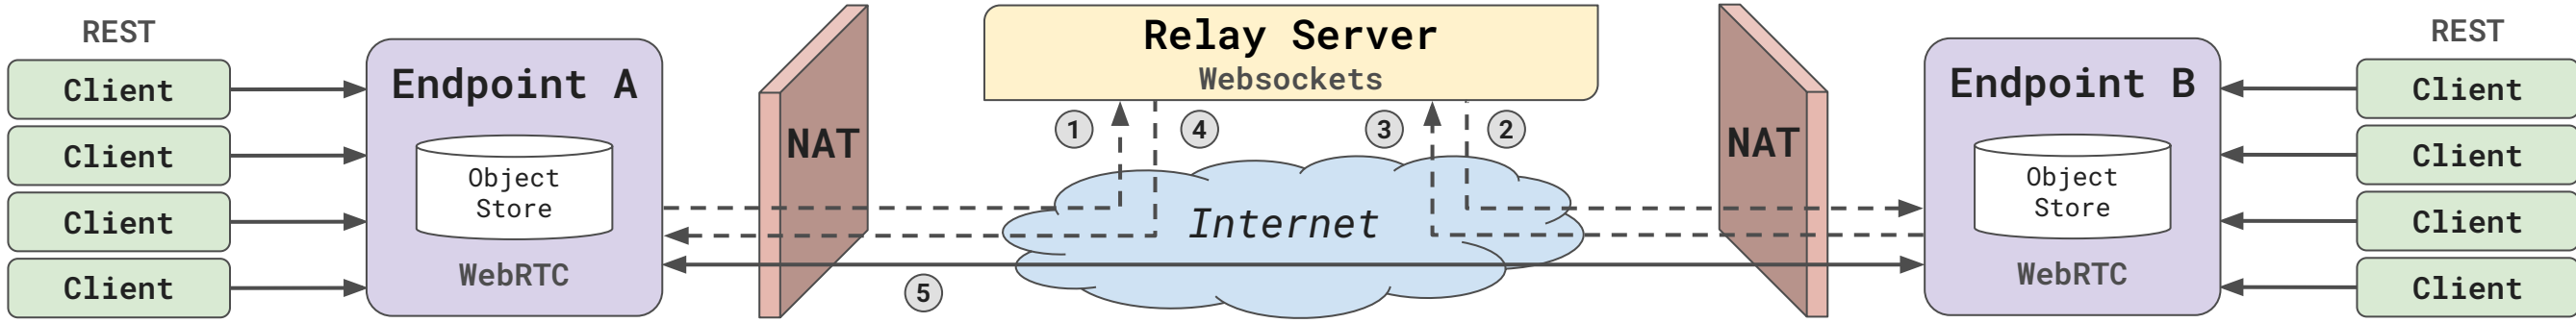 REST
Client
Client
Client
Client
Endpoint A
Object
Store
WebRTC
NAT
Relay Server
Websockets
1
4
3
2
Internet
5
NAT
Endpoint B
Object
Store
WebRTC
REST
Client
Client
Client
Client